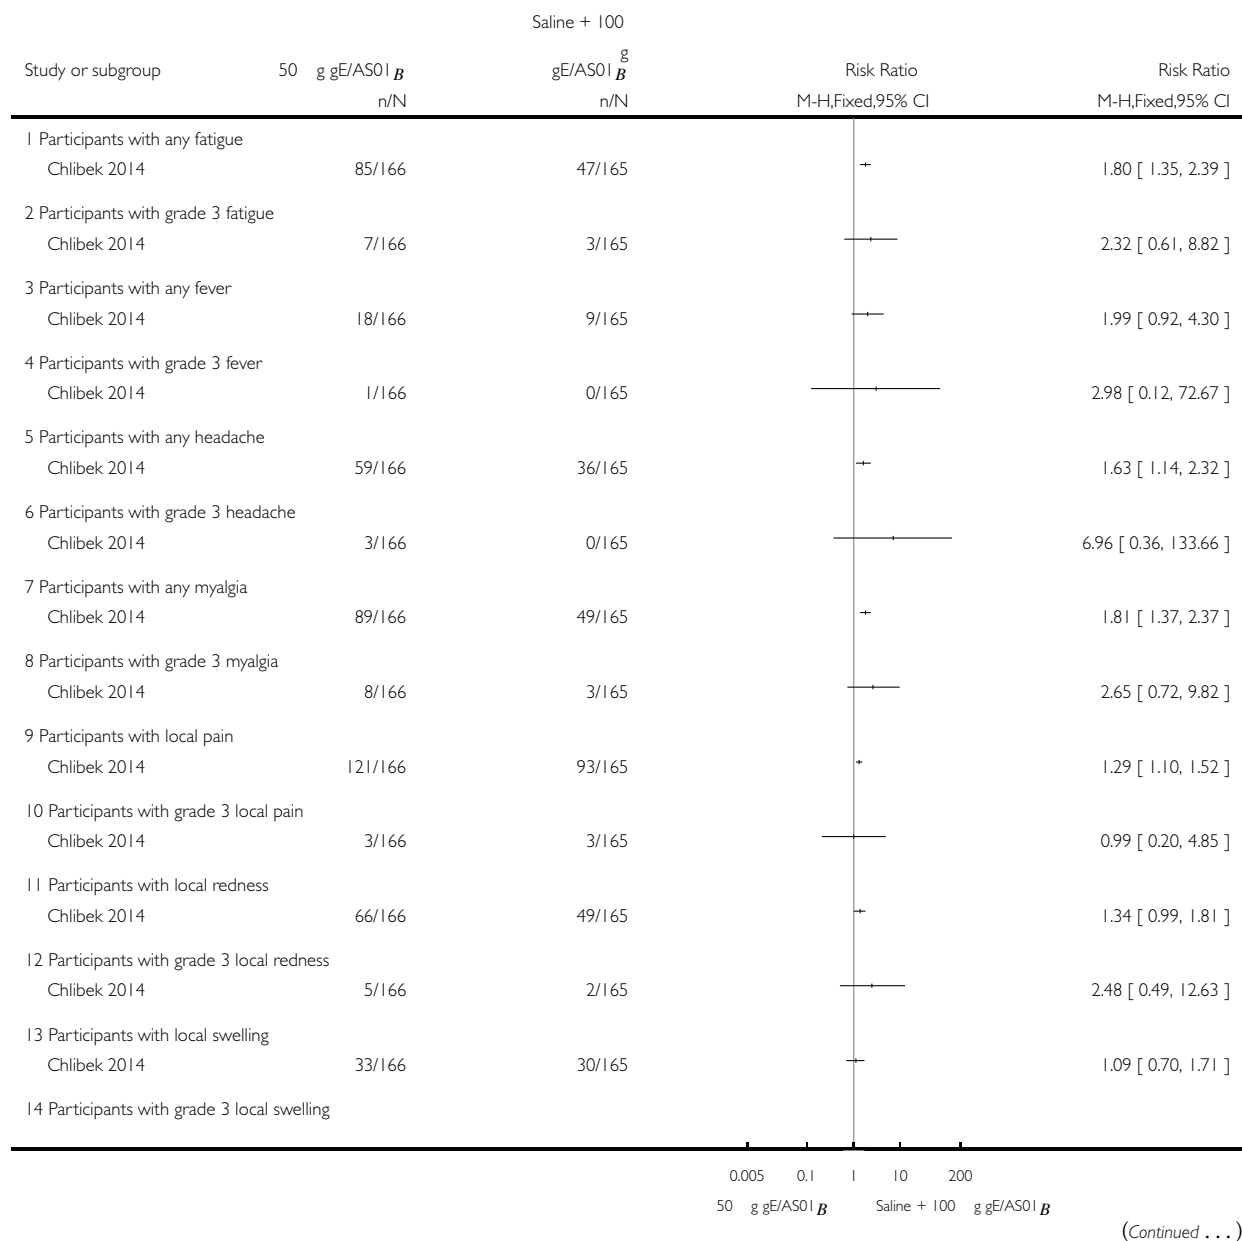 Saline + 100
g
Study or subgroup 50 g gE/AS01B gE/AS01B Risk Ratio Risk Ratio
n/N n/N M-H,Fixed,95% CI M-H,Fixed,95% CI
1 Participants with any fatigue
Chlibek 2014 85/166 47/165 1.80 [ 1.35, 2.39 ]
2 Participants with grade 3 fatigue
Chlibek 2014 7/166 3/165 2.32 [ 0.61, 8.82 ]
3 Participants with any fever
Chlibek 2014 18/166 9/165 1.99 [ 0.92, 4.30 ]
4 Participants with grade 3 fever
Chlibek 2014 1/166 0/165 2.98 [ 0.12, 72.67 ]
5 Participants with any headache
Chlibek 2014 59/166 36/165 1.63 [ 1.14, 2.32 ]
6 Participants with grade 3 headache
Chlibek 2014 3/166 0/165 6.96 [ 0.36, 133.66 ]
7 Participants with any myalgia
Chlibek 2014 89/166 49/165 1.81 [ 1.37, 2.37 ]
8 Participants with grade 3 myalgia
Chlibek 2014 8/166 3/165 2.65 [ 0.72, 9.82 ]
9 Participants with local pain
Chlibek 2014 121/166 93/165 1.29 [ 1.10, 1.52 ]
10 Participants with grade 3 local pain
Chlibek 2014 3/166 3/165 0.99 [ 0.20, 4.85 ]
11 Participants with local redness
Chlibek 2014 66/166 49/165 1.34 [ 0.99, 1.81 ]
12 Participants with grade 3 local redness
Chlibek 2014 5/166 2/165 2.48 [ 0.49, 12.63 ]
13 Participants with local swelling
Chlibek 2014 33/166 30/165 1.09 [ 0.70, 1.71 ]
14 Participants with grade 3 local swelling
0.005 0.1 1 10 200
50 g gE/AS01B Saline + 100 g gE/AS01B
(Continued . . . )